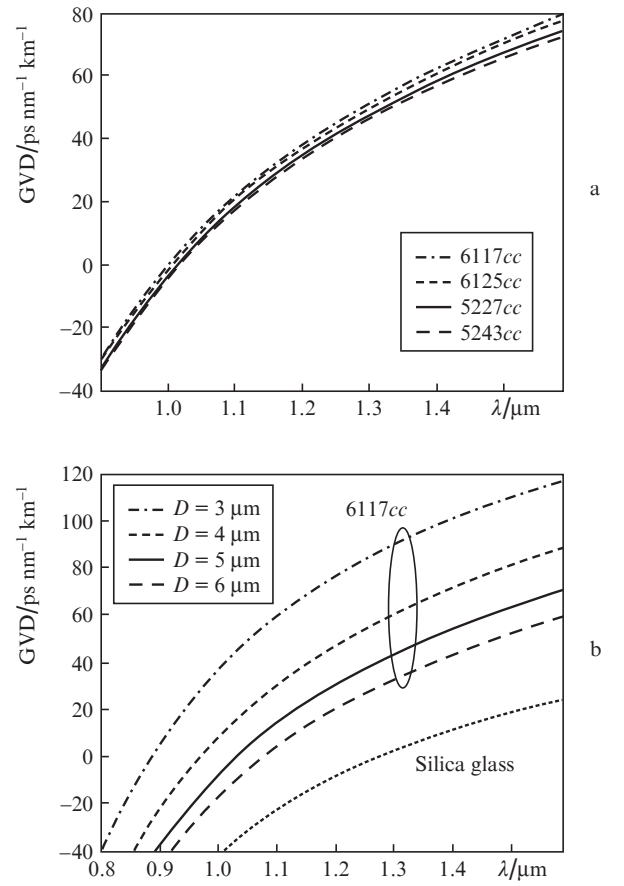 80
60
40
20
0
−20
−40
GVD/ps nm⁻¹ km⁻¹
6117cc
6125cc
5227cc
5243cc
a
1.0 1.1 1.2 1.3 1.4 λ/μm
120
100
80
60
40
20
0
−20
−40
GVD/ps nm⁻¹ km⁻¹
D = 3 μm
D = 4 μm
D = 5 μm
D = 6 μm
6117cc
Silica glass
b
0.8 0.9 1.0 1.1 1.2 1.3 1.4 λ/μm